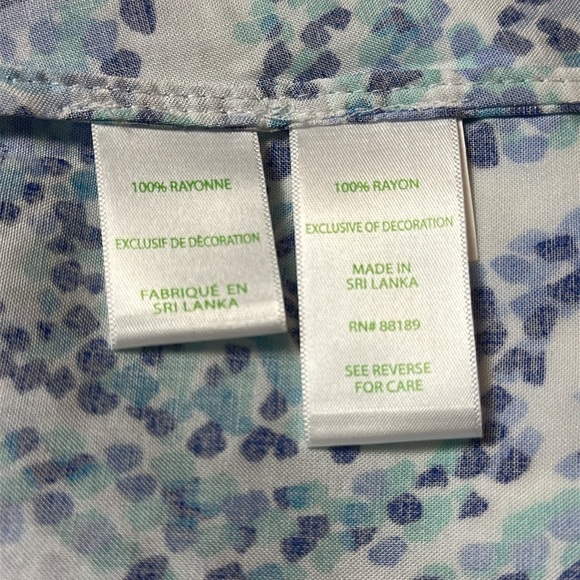 100% RAYONNE
EXCLUSIF DE DÉCORATION
FABRIQUÉ EN
SRI LANKA
100% RAYON
EXCLUSIVE OF DECORATION
MADE IN
SRI LANKA
RN# 88189
SEE REVERSE
FOR CARE